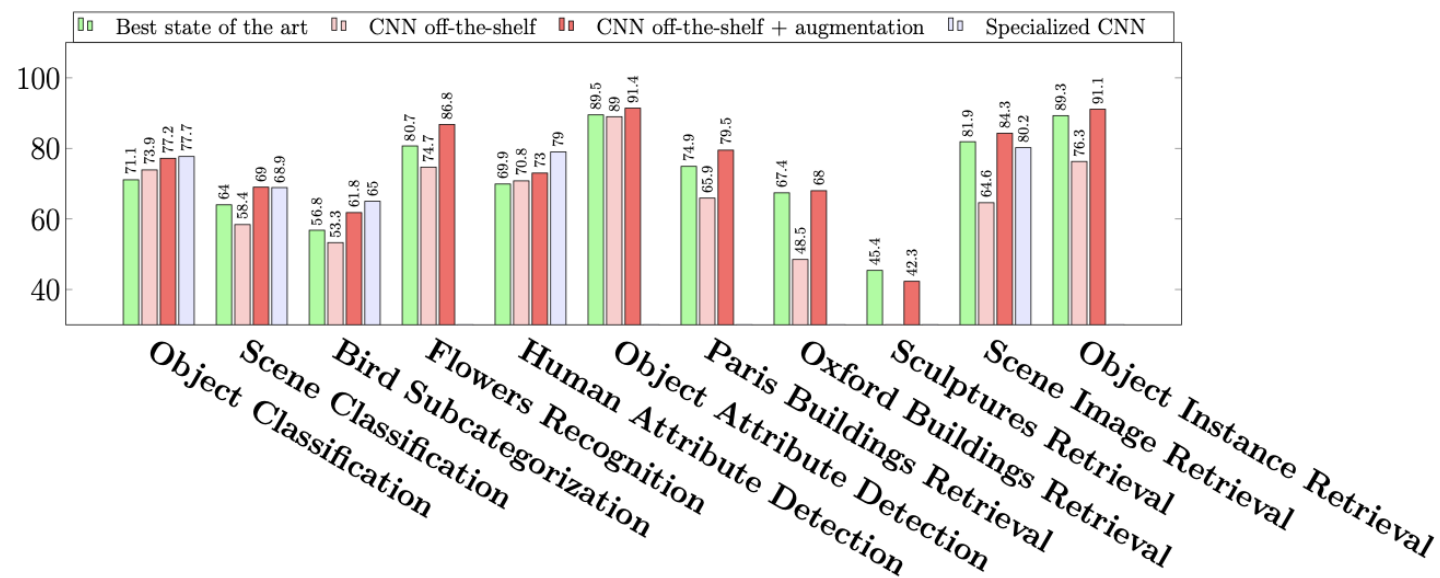 Best state of the art CNN off-the-shelf CNN off-the-shelf + augmentation Specialized CNN
100
80
60
40
71.1 73.9 77.2 77.7
64 58.4 69 68.9
56.8 53.3 61.8 65
80.7 74.7 86.8
69.9 70.8 73 79
89.5 89 91.4
74.9 65.9 79.5
67.4 48.5 68
45.4 42.3
81.9 64.6 84.3 80.2
89.3 76.3 91.1
Object Classification
Scene Classification
Bird Subcategorization
Flowers Recognition
Human Attribute Detection
Object Attribute Detection
Paris Buildings Retrieval
Oxford Buildings Retrieval
Sculptures Retrieval
Scene Image Retrieval
Object Instance Retrieval